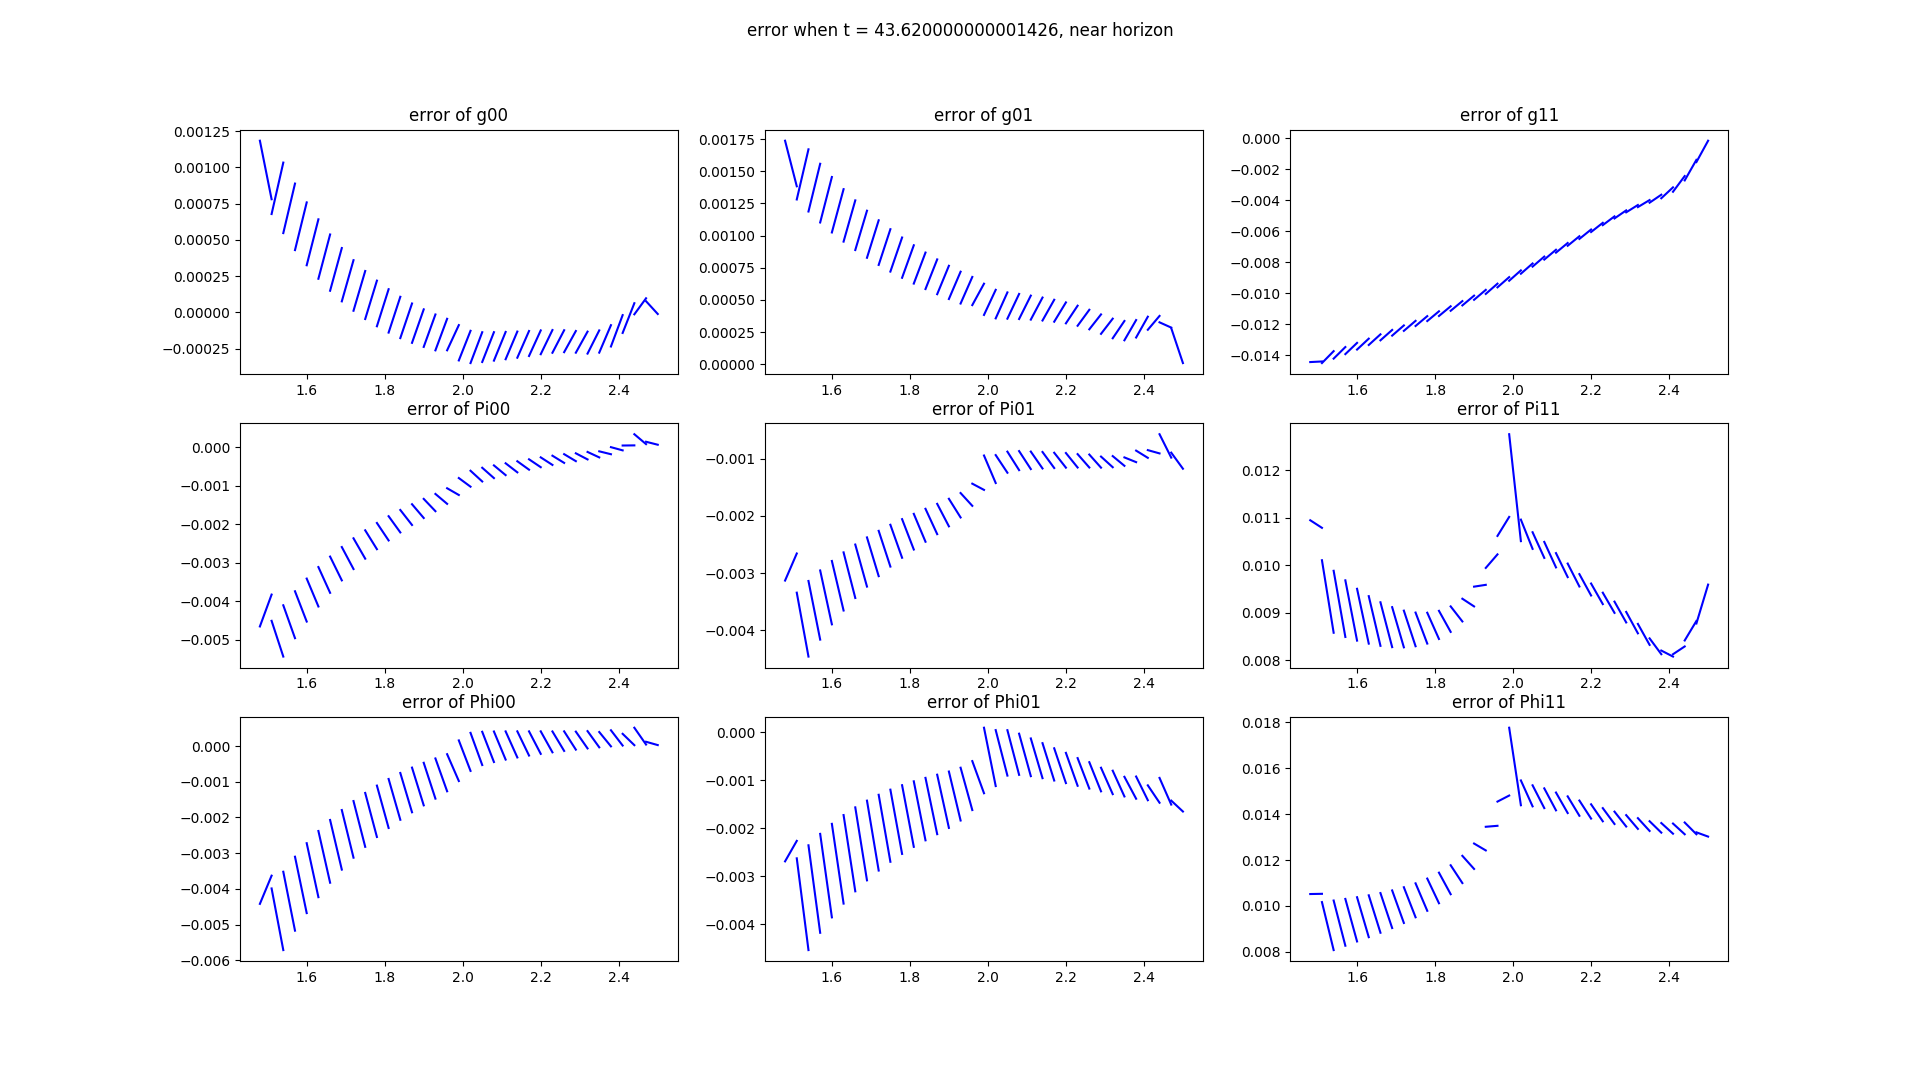 error when t = 43.620000000001426, near horizon
error of g00
error of g01
error of g11
0.00125
0.00100
0.00075
0.00050
0.00025
0.00000
−0.00025
1.6 1.8 2.0 2.2 2.4
0.00175
0.00150
0.00125
0.00100
0.00075
0.00050
0.00025
0.00000
1.6 1.8 2.0 2.2 2.4
0.000
−0.002
−0.004
−0.006
−0.008
−0.010
−0.012
−0.014
1.6 1.8 2.0 2.2 2.4
error of Pi00
error of Pi01
error of Pi11
0.000
−0.001
−0.002
−0.003
−0.004
−0.005
1.6 1.8 2.0 2.2 2.4
−0.001
−0.002
−0.003
−0.004
1.6 1.8 2.0 2.2 2.4
0.012
0.011
0.010
0.009
0.008
1.6 1.8 2.0 2.2 2.4
error of Phi00
error of Phi01
error of Phi11
0.000
−0.001
−0.002
−0.003
−0.004
−0.005
−0.006
1.6 1.8 2.0 2.2 2.4
0.000
−0.001
−0.002
−0.003
−0.004
1.6 1.8 2.0 2.2 2.4
0.018
0.016
0.014
0.012
0.010
0.008
1.6 1.8 2.0 2.2 2.4